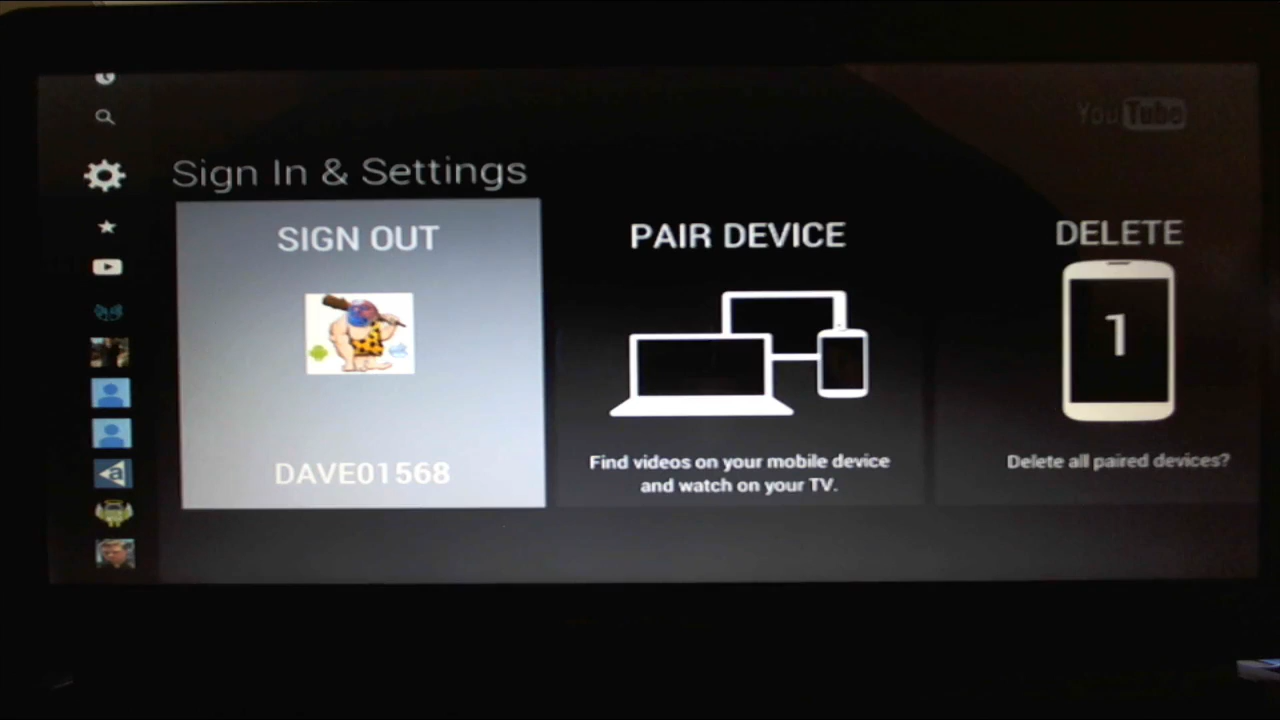 YouTube
Sign In & Settings
SIGN OUT
DAVE01568
PAIR DEVICE
Find videos on your mobile device
and watch on your TV.
DELETE
1
Delete all paired devices?
a